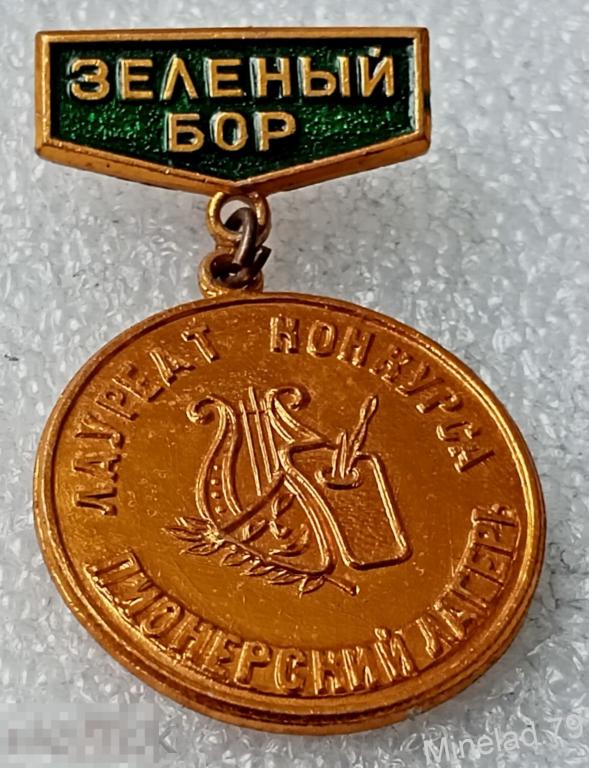 ЗЕЛЕНЫЙ
БОР
ЛАУРЕАТ КОНКУРСА
ПИОНЕРСКИЙ ЛАГЕРЬ
Minelad 79